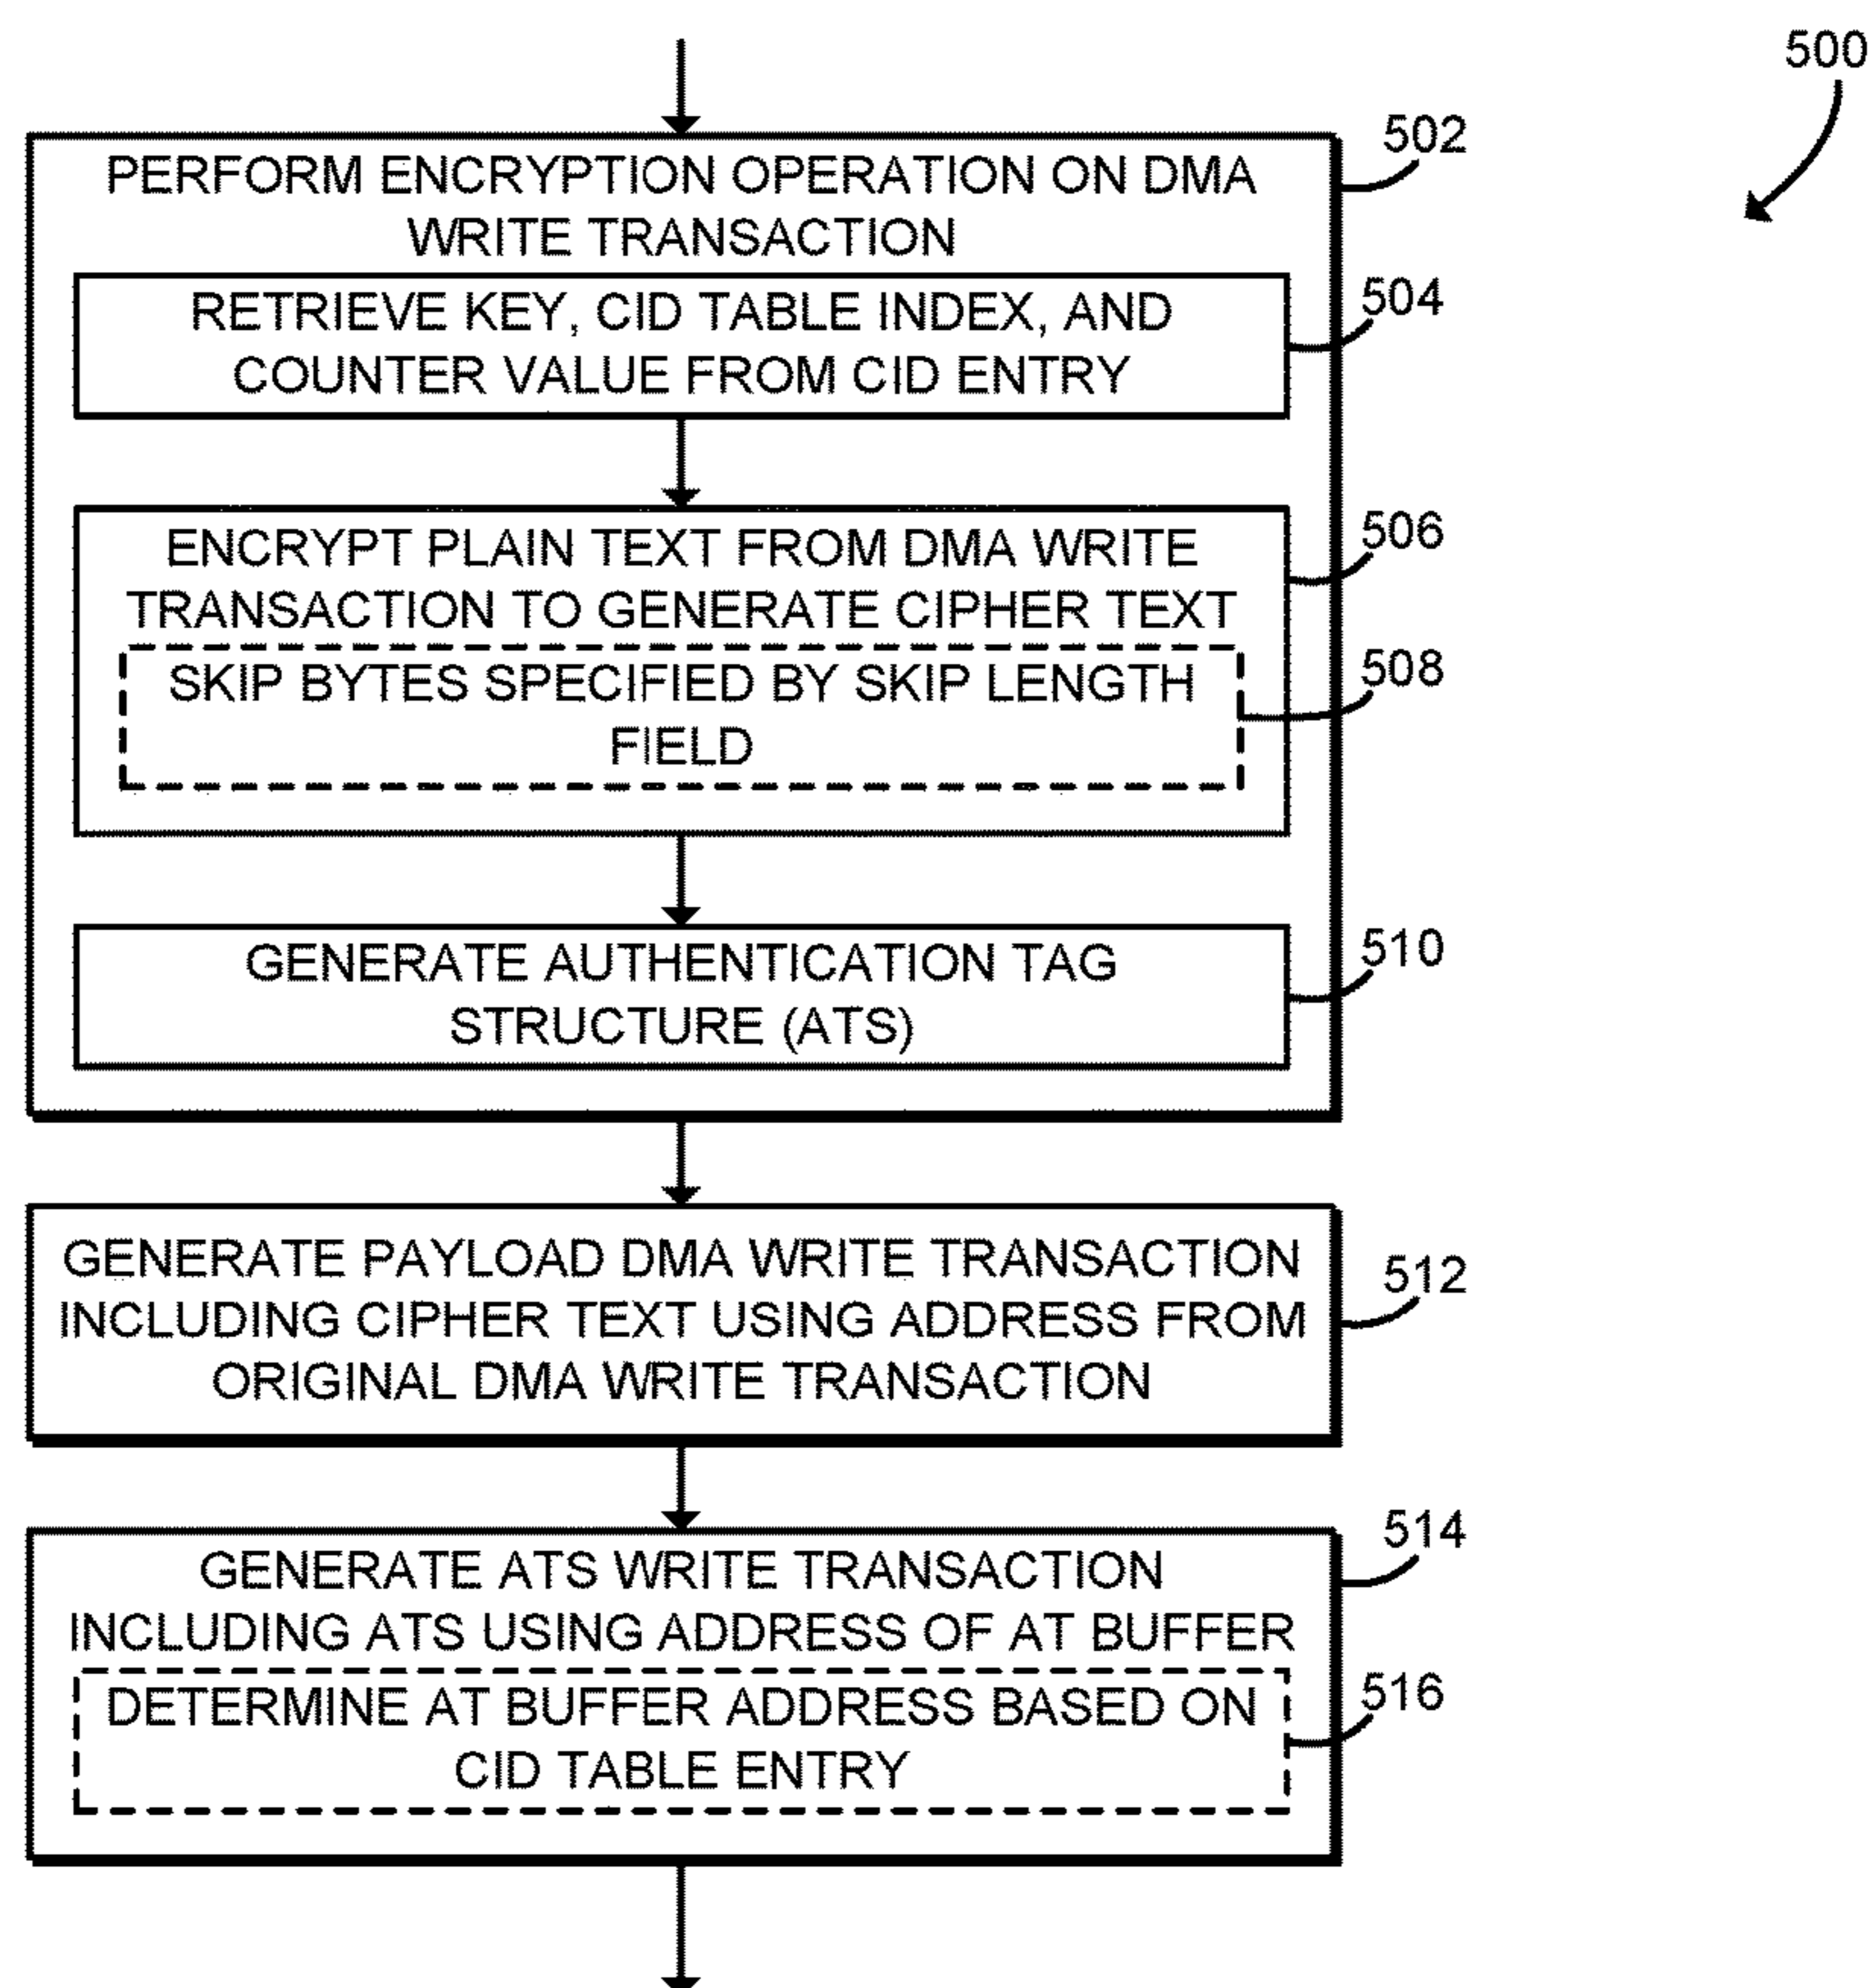 500
502
PERFORM ENCRYPTION OPERATION ON DMA
WRITE TRANSACTION
504
RETRIEVE KEY, CID TABLE INDEX, AND
COUNTER VALUE FROM CID ENTRY
506
ENCRYPT PLAIN TEXT FROM DMA WRITE
TRANSACTION TO GENERATE CIPHER TEXT
508
SKIP BYTES SPECIFIED BY SKIP LENGTH
FIELD
510
GENERATE AUTHENTICATION TAG
STRUCTURE (ATS)
512
GENERATE PAYLOAD DMA WRITE TRANSACTION
INCLUDING CIPHER TEXT USING ADDRESS FROM
ORIGINAL DMA WRITE TRANSACTION
514
GENERATE ATS WRITE TRANSACTION
INCLUDING ATS USING ADDRESS OF AT BUFFER
516
DETERMINE AT BUFFER ADDRESS BASED ON
CID TABLE ENTRY